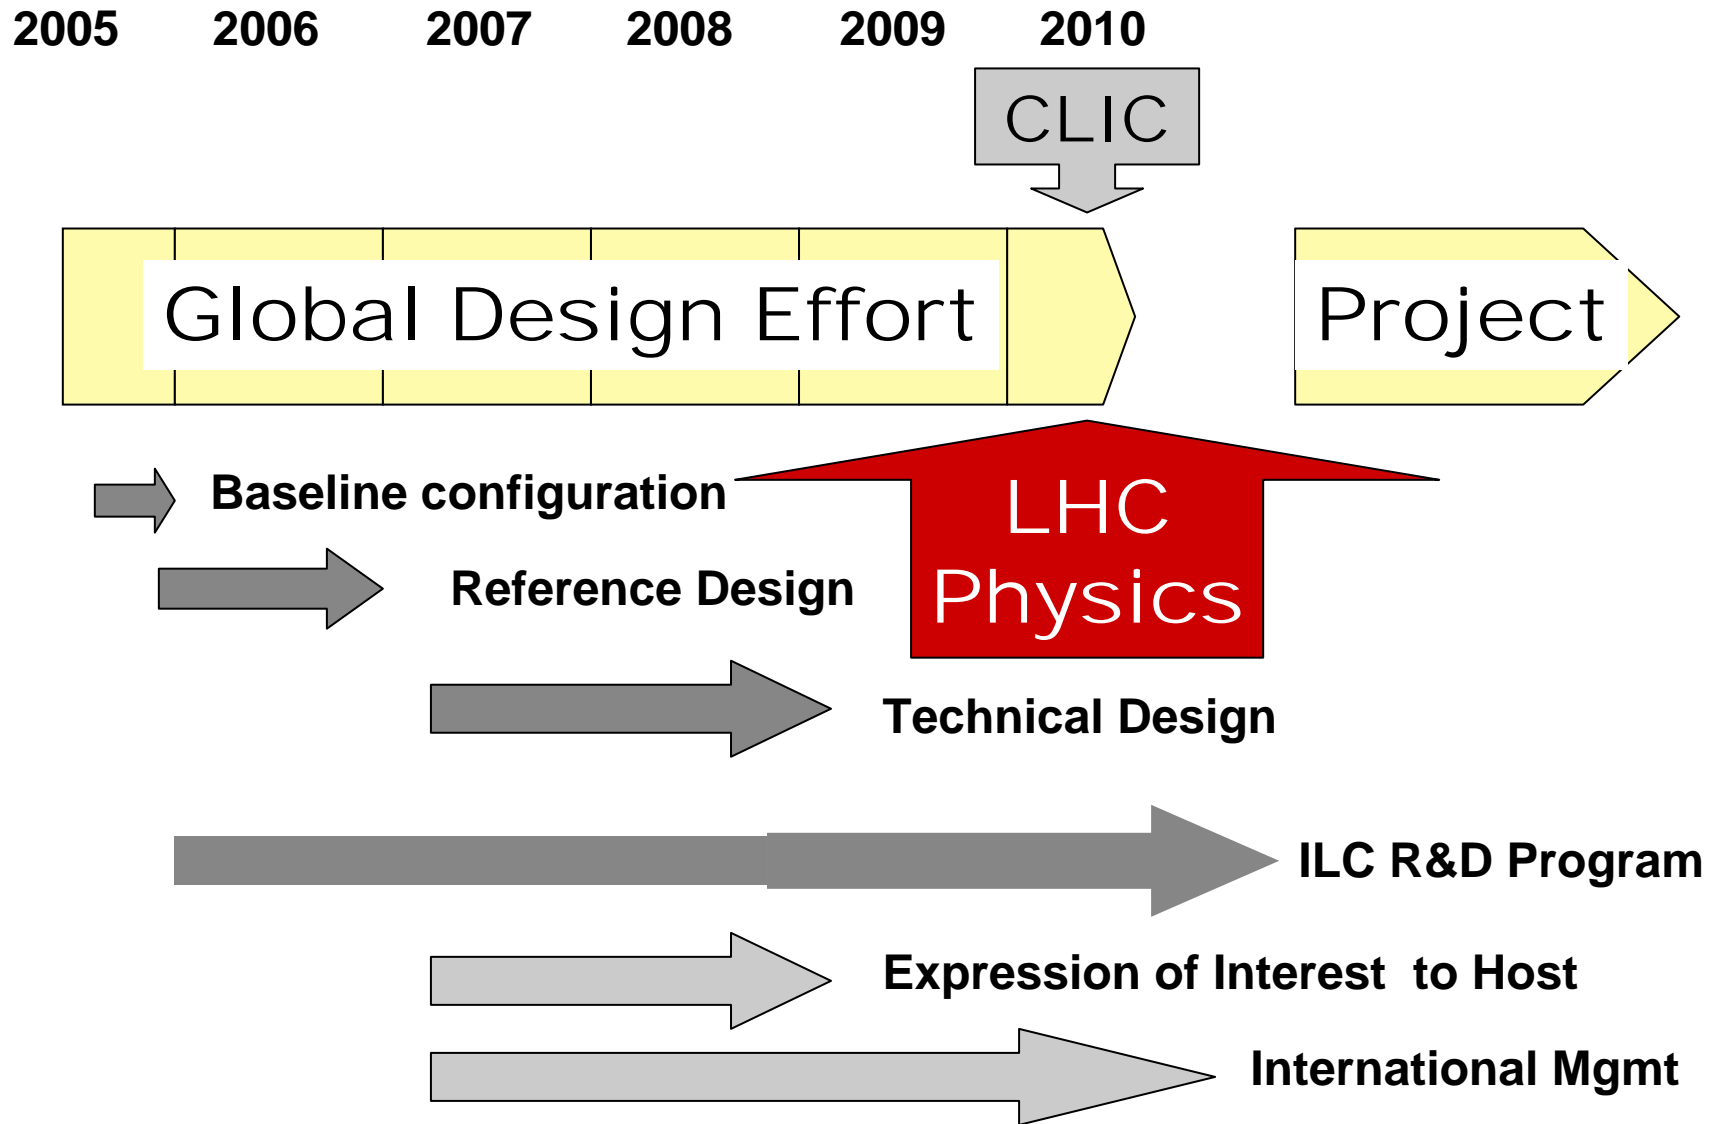 2005 2006 2007 2008 2009 2010
CLIC
Global Design Effort
Project
Baseline configuration
LHC
Physics
Reference Design
Technical Design
ILC R&D Program
Expression of Interest to Host
International Mgmt